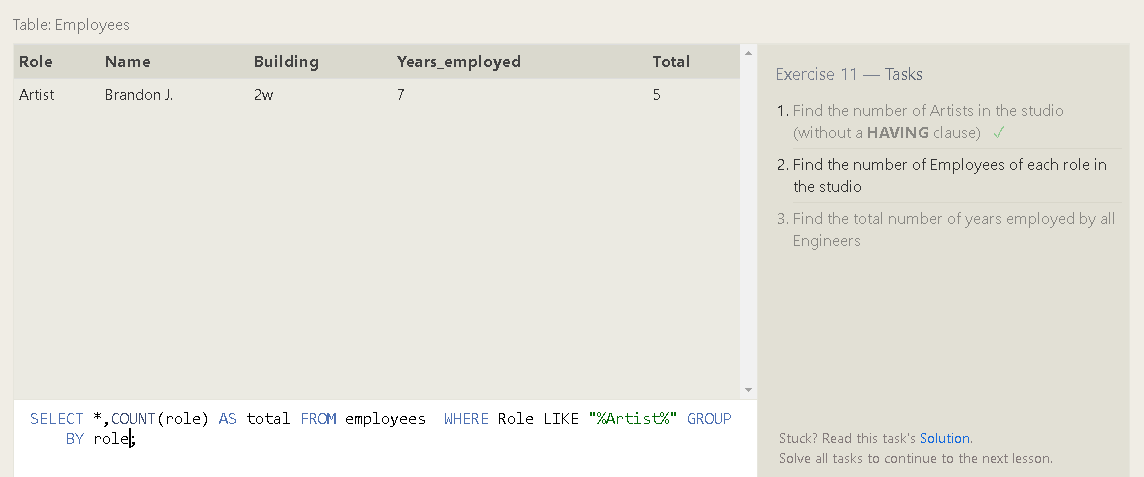 Table: Employees
Role Name Building Years_employed Total
Artist Brandon J. 2w 7 5
SELECT *,COUNT(role) AS total FROM employees  WHERE Role LIKE "%Artist%" GROUP
BY role;
Exercise 11 — Tasks
1. Find the number of Artists in the studio
(without a HAVING clause) ✓
2. Find the number of Employees of each role in
the studio
3. Find the total number of years employed by all
Engineers
Stuck? Read this task's Solution.
Solve all tasks to continue to the next lesson.